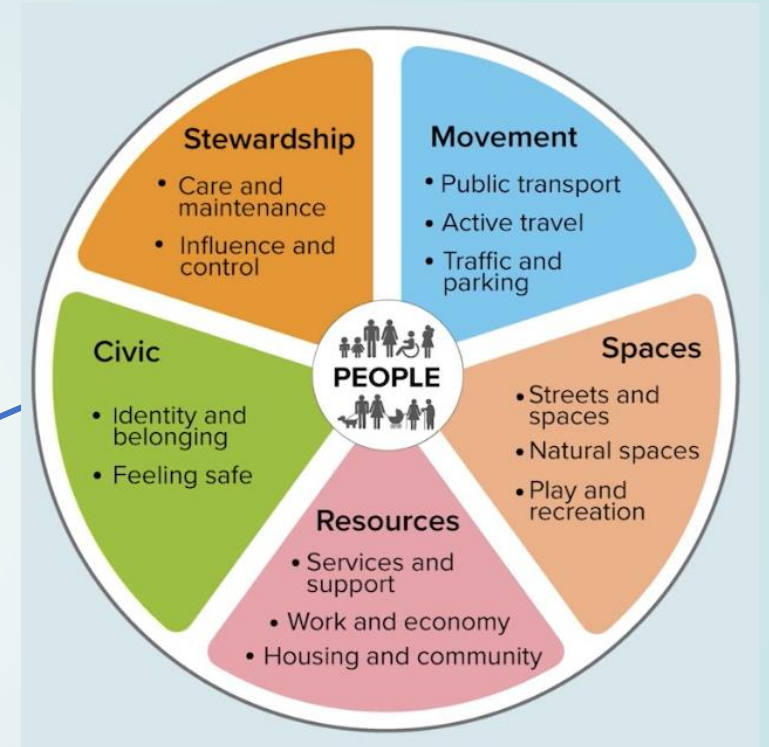 Stewardship
• Care and
maintenance
• Influence and
control
Movement
• Public transport
• Active travel
• Traffic and
parking
Spaces
• Streets and
spaces
• Natural spaces
• Play and
recreation
Resources
• Services and
support
• Work and economy
• Housing and community
Civic
• Identity and
belonging
• Feeling safe
PEOPLE